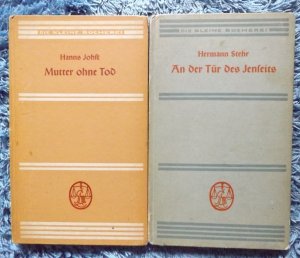 DIE KLEINE BÜCHEREI
Hanns Johst
Mutter ohne Tod
DIE KLEINE BÜCHEREI
Hermann Stehr
An der Tür des Jenseits